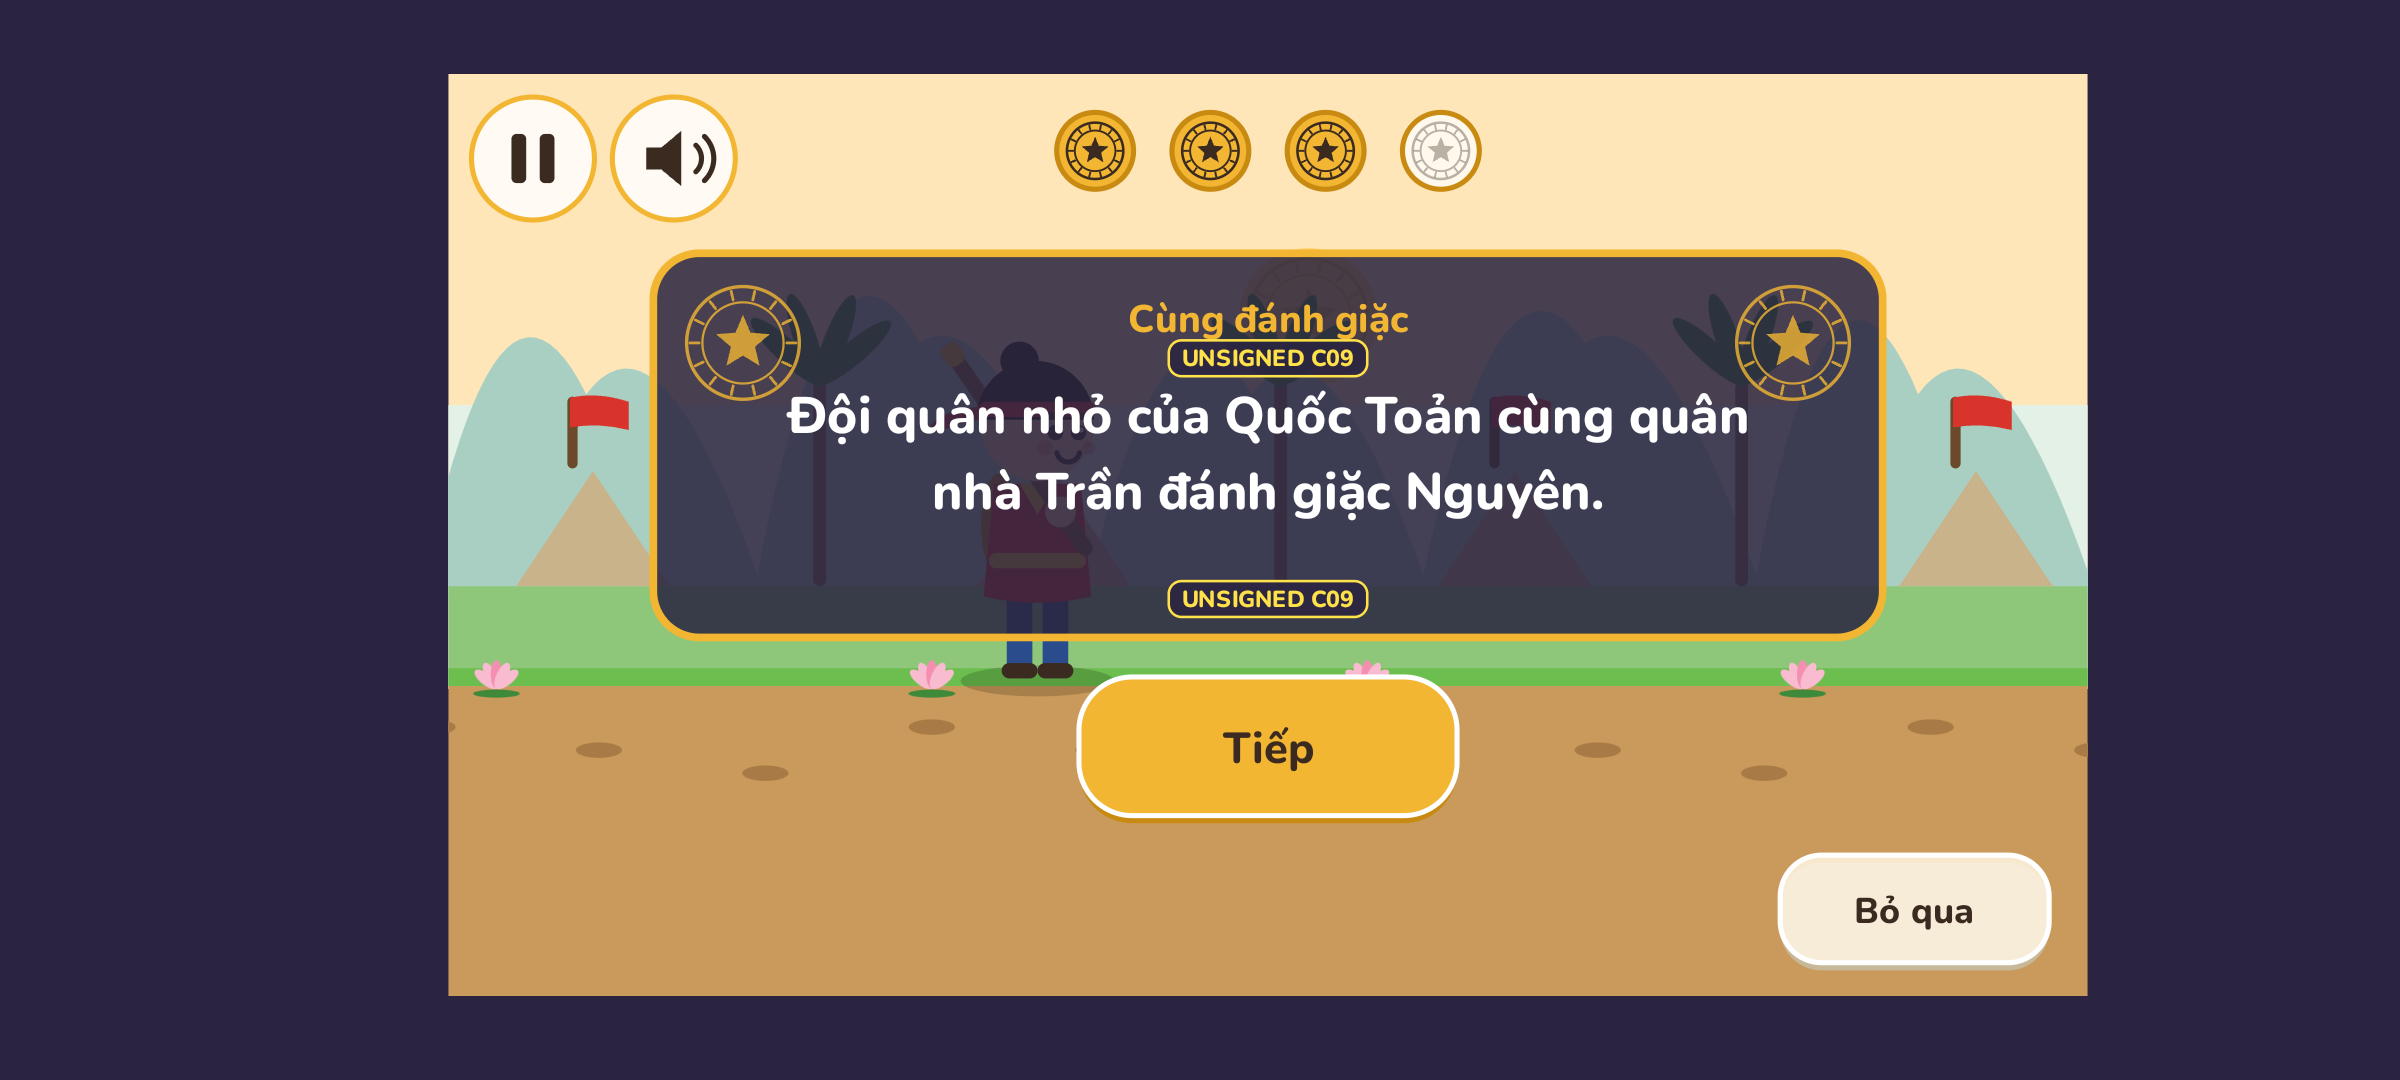 Cùng đánh giặc
UNSIGNED C09
Đội quân nhỏ của Quốc Toản cùng quân
nhà Trần đánh giặc Nguyên.
UNSIGNED C09
Tiếp
Bỏ qua